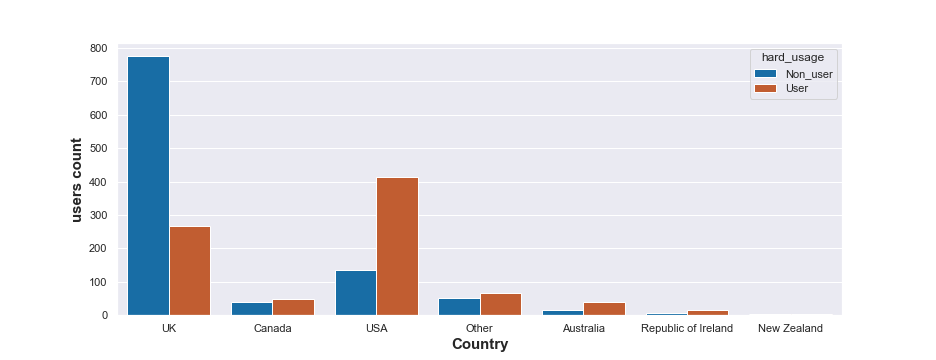 800
700
600
500
400
300
200
100
0
users count
hard_usage
Non_user
User
UK Canada USA Other Australia Republic of Ireland New Zealand
Country